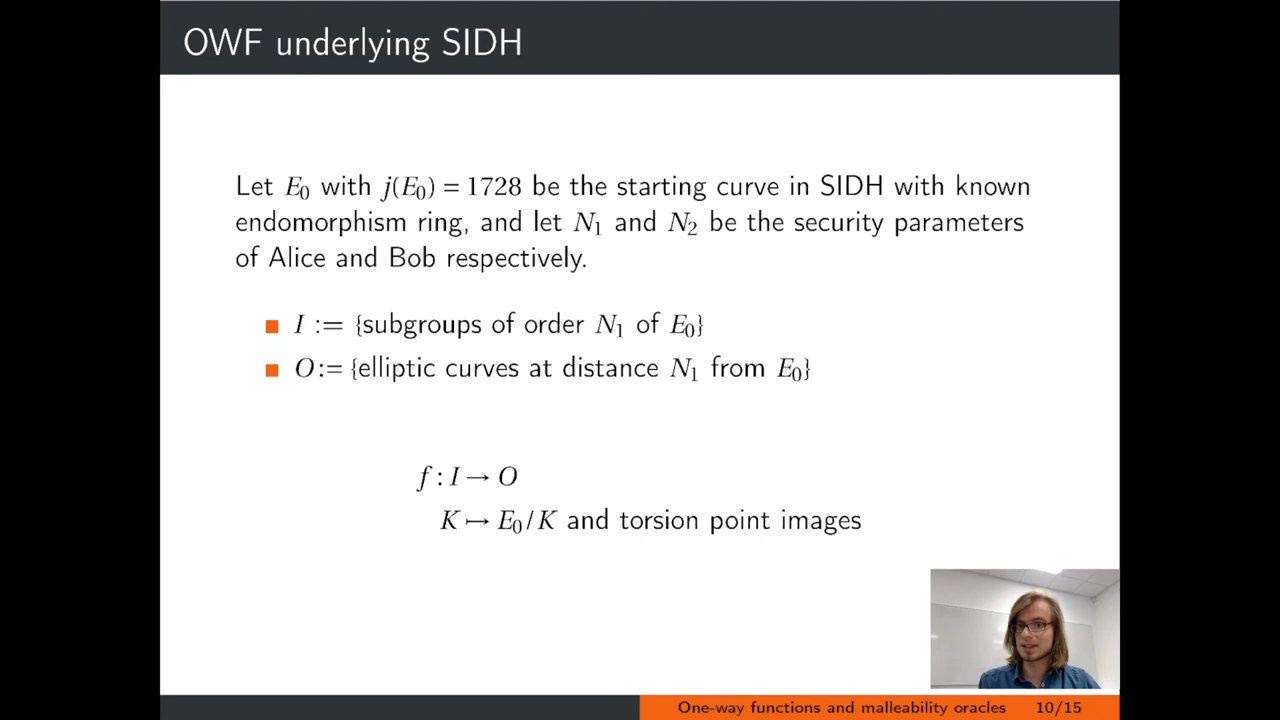 OWF underlying SIDH
Let E₀ with j(E₀) = 1728 be the starting curve in SIDH with known
endomorphism ring, and let N₁ and N₂ be the security parameters
of Alice and Bob respectively.
I := {subgroups of order N₁ of E₀}
O:= {elliptic curves at distance N₁ from E₀}
f : I → O
K ↦ E₀/K and torsion point images
One-way functions and malleability oracles 10/15